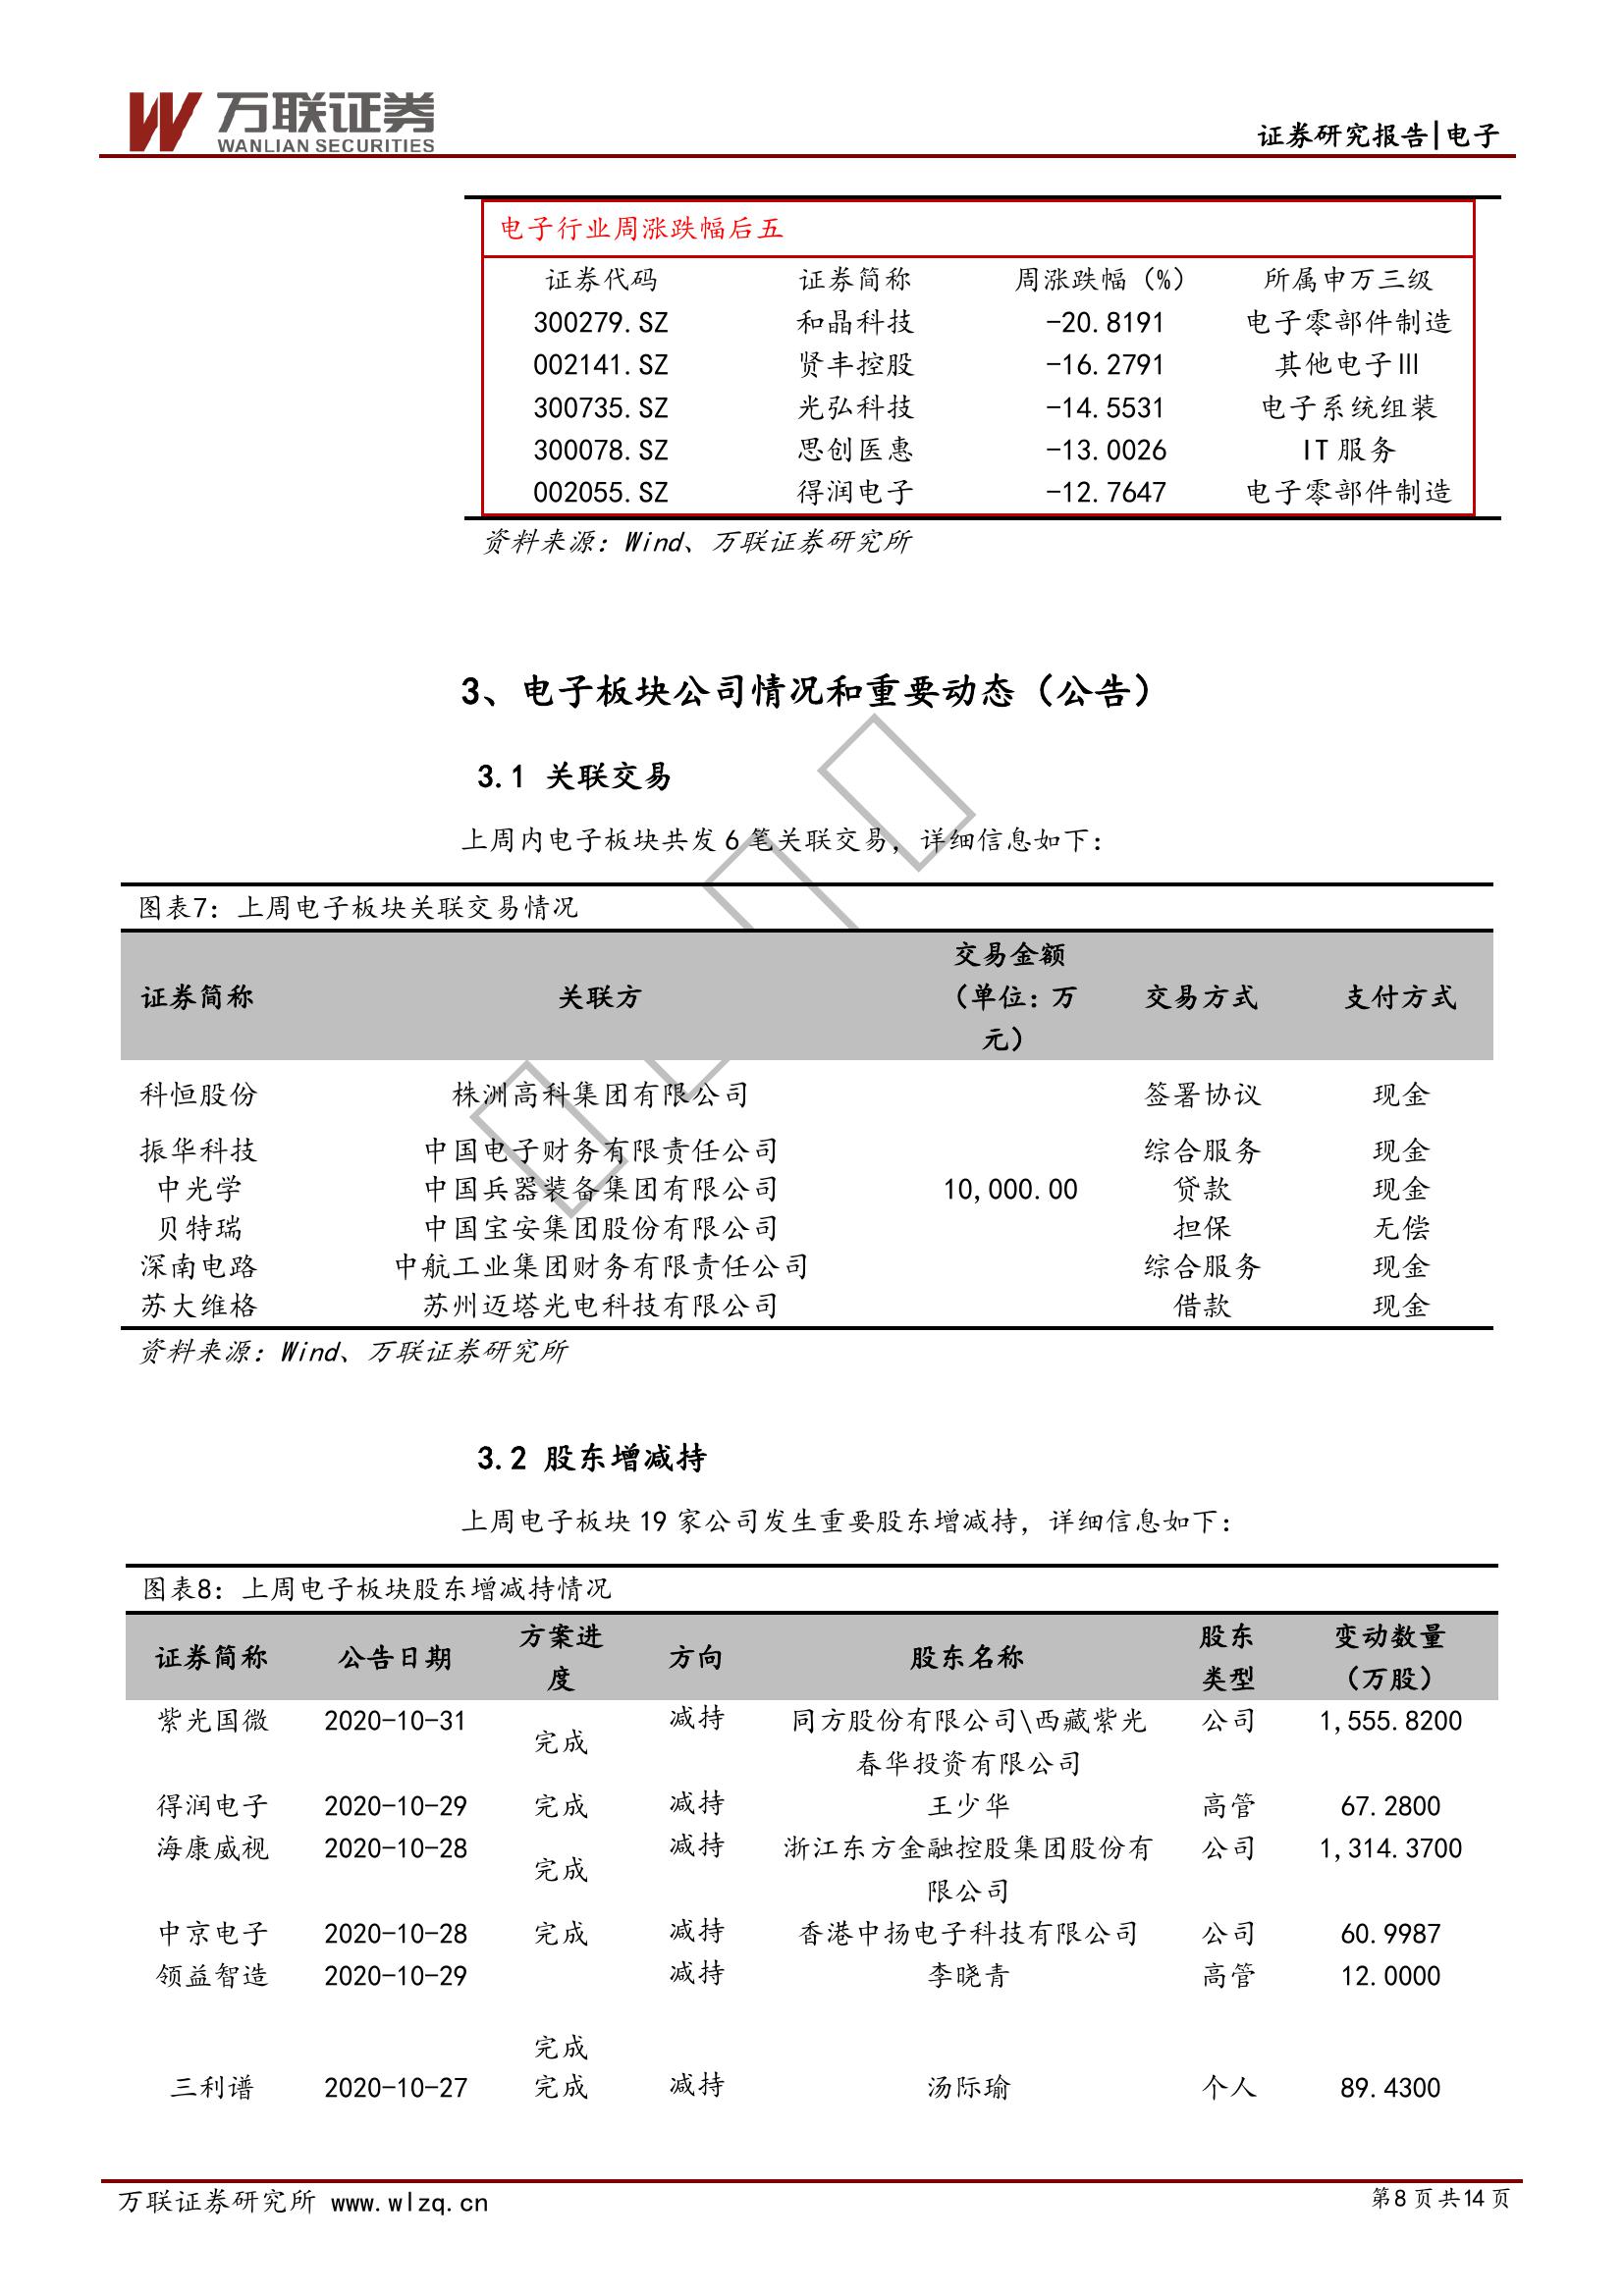 万联证券
WANLIAN SECURITIES
证券研究报告|电子
电子行业周涨跌幅后五
证券代码 证券简称 周涨跌幅（%） 所属申万三级
300279.SZ 和晶科技 -20.8191 电子零部件制造
002141.SZ 贤丰控股 -16.2791 其他电子Ⅲ
300735.SZ 光弘科技 -14.5531 电子系统组装
300078.SZ 思创医惠 -13.0026 IT服务
002055.SZ 得润电子 -12.7647 电子零部件制造
资料来源：Wind、万联证券研究所
3、电子板块公司情况和重要动态（公告）
3.1 关联交易
上周内电子板块共发6笔关联交易，详细信息如下：
图表7：上周电子板块关联交易情况
证券简称 关联方 交易金额（单位：万元） 交易方式 支付方式
科恒股份 株洲高科集团有限公司 签署协议 现金
振华科技 中国电子财务有限责任公司 综合服务 现金
中光学 中国兵器装备集团有限公司 10,000.00 贷款 现金
贝特瑞 中国宝安集团股份有限公司 担保 无偿
深南电路 中航工业集团财务有限责任公司 综合服务 现金
苏大维格 苏州迈塔光电科技有限公司 借款 现金
资料来源：Wind、万联证券研究所
3.2 股东增减持
上周电子板块19家公司发生重要股东增减持，详细信息如下：
图表8：上周电子板块股东增减持情况
证券简称 公告日期 方案进度 方向 股东名称 股东类型 变动数量（万股）
紫光国微 2020-10-31 完成 减持 同方股份有限公司\西藏紫光 公司 1,555.8200
春华投资有限公司
得润电子 2020-10-29 完成 减持 王少华 高管 67.2800
海康威视 2020-10-28 完成 减持 浙江东方金融控股集团股份有 公司 1,314.3700
限公司
中京电子 2020-10-28 完成 减持 香港中扬电子科技有限公司 公司 60.9987
领益智造 2020-10-29 减持 李晓青 高管 12.0000
完成
三利谱 2020-10-27 完成 减持 汤际瑜 个人 89.4300
万联证券研究所 www.wlzq.cn
第8页共14页